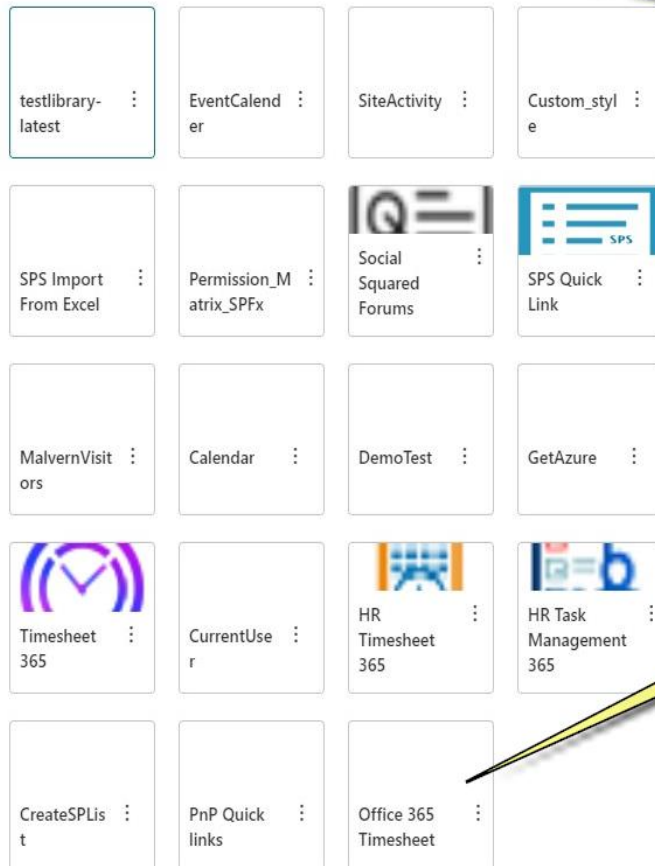 testlibrary-
latest
EventCalend
er
SiteActivity
Custom_styl
e
SPS Import
From Excel
Permission_M
atrix_SPFx
Social
Squared
Forums
SPS
SPS Quick
Link
MalvernVisit
ors
Calendar
DemoTest
GetAzure
Timesheet
365
CurrentUse
r
HR
Timesheet
365
HR Task
Management
365
CreateSPLis
t
PnP Quick
links
Office 365
Timesheet